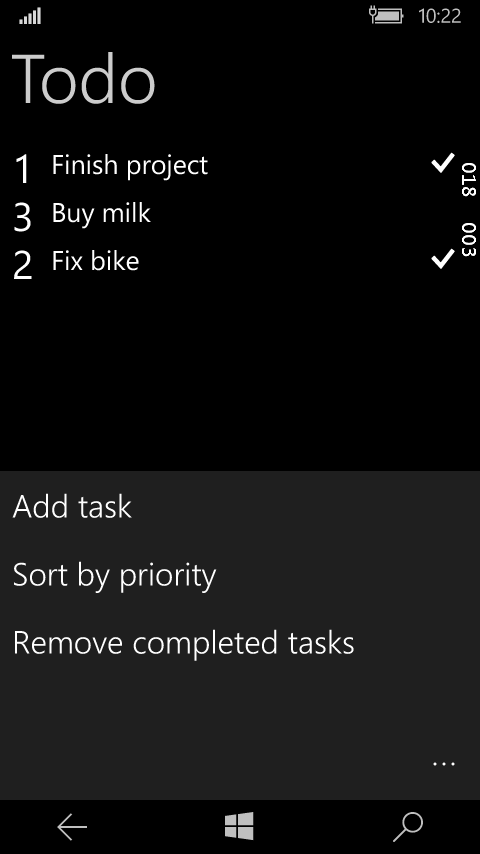 10:22
Todo
1 Finish project
018
3 Buy milk
003
2 Fix bike
Add task
Sort by priority
Remove completed tasks
...